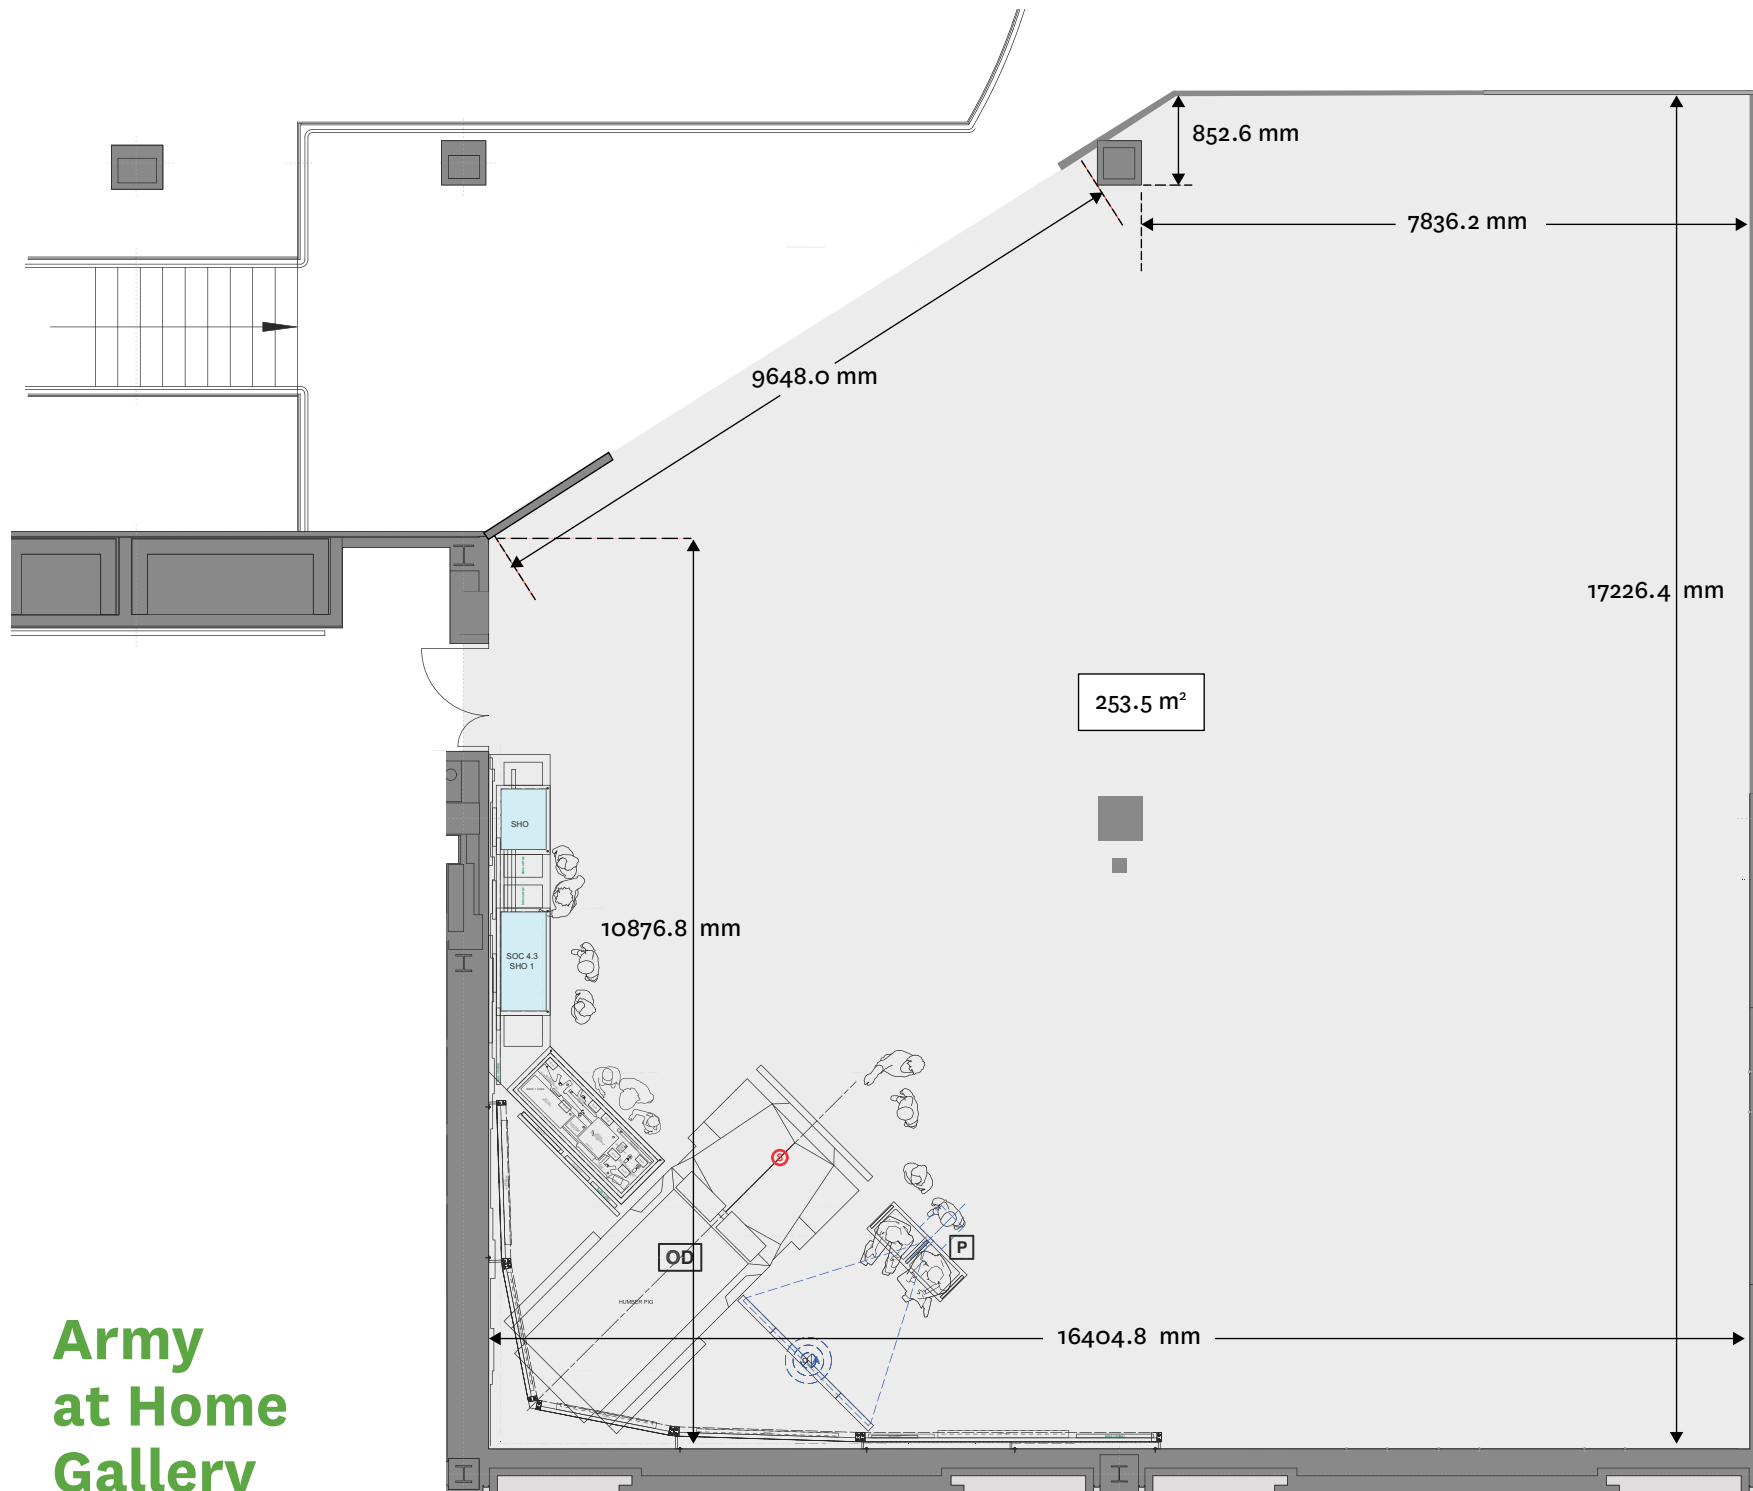 852.6 mm
7836.2 mm
9648.0 mm
17226.4 mm
253.5 m²
SHO
10876.8 mm
SOC 4.3
SHO 1
S
P
OD
HUMBER PIG
16404.8 mm
Army
at Home
Gallery